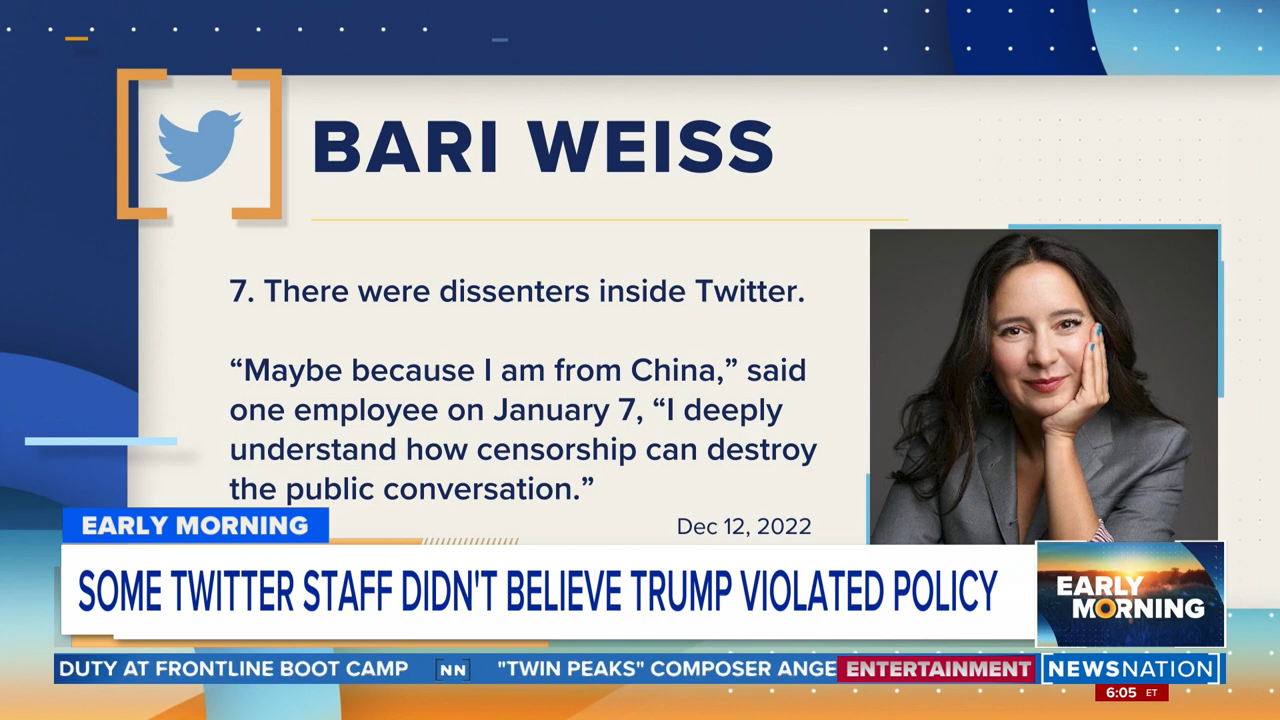 BARI WEISS
7. There were dissenters inside Twitter.
“Maybe because I am from China,” said
one employee on January 7, “I deeply
understand how censorship can destroy
the public conversation.”
Dec 12, 2022
EARLY MORNING
SOME TWITTER STAFF DIDN'T BELIEVE TRUMP VIOLATED POLICY
EARLY
MORNING
DUTY AT FRONTLINE BOOT CAMP [NN] "TWIN PEAKS" COMPOSER ANGE
ENTERTAINMENT
NEWSNATION
6:05 ET